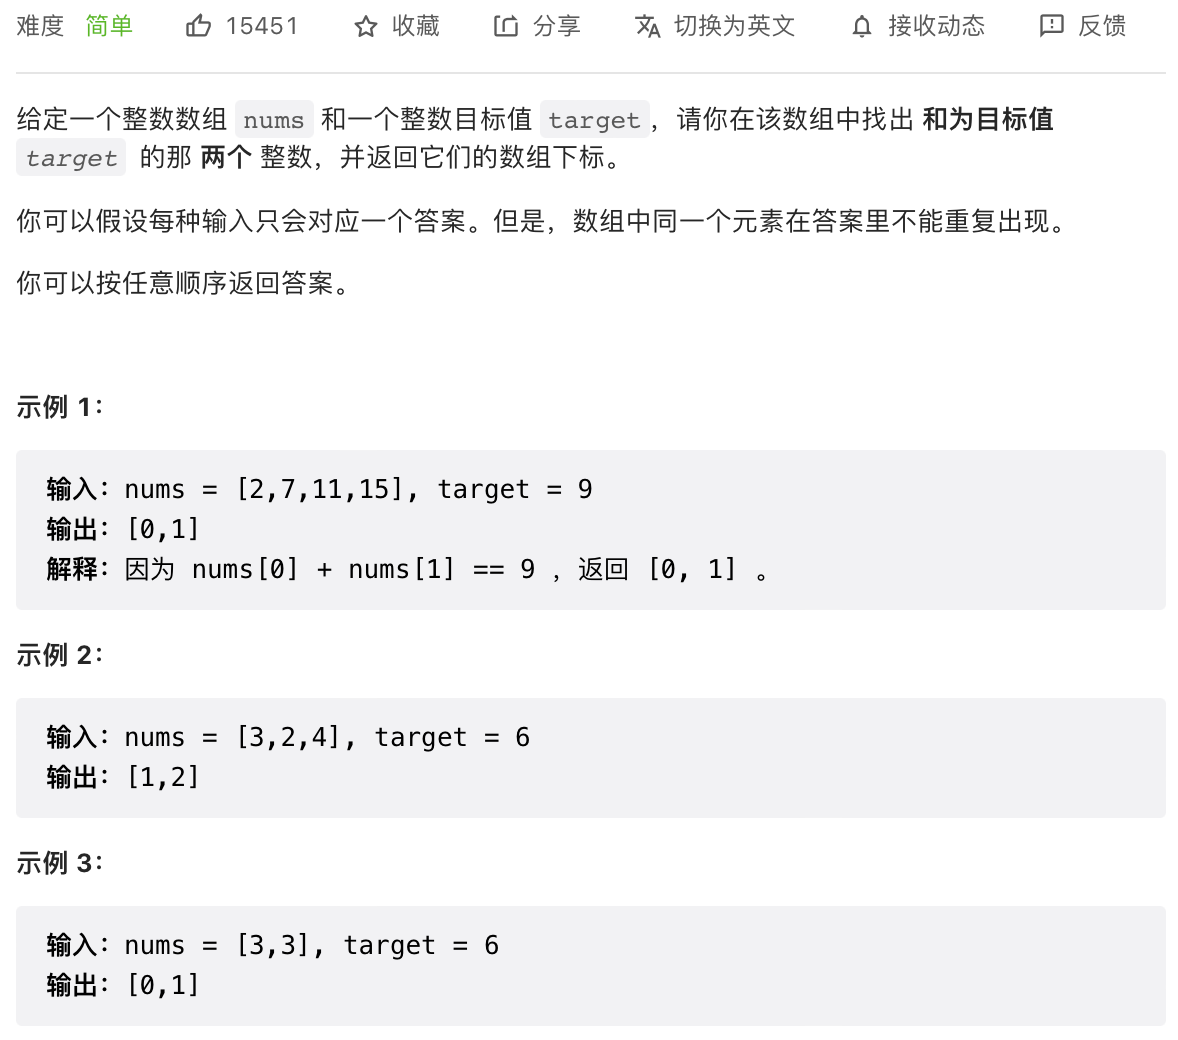 难度 简单 15451 收藏 分享 切换为英文 接收动态 反馈
给定一个整数数组 nums 和一个整数目标值 target，请你在该数组中找出 和为目标值
target 的那 两个 整数，并返回它们的数组下标。
你可以假设每种输入只会对应一个答案。但是，数组中同一个元素在答案里不能重复出现。
你可以按任意顺序返回答案。
示例 1：
输入：nums = [2,7,11,15], target = 9
输出：[0,1]
解释：因为 nums[0] + nums[1] == 9 ，返回 [0, 1] 。
示例 2：
输入：nums = [3,2,4], target = 6
输出：[1,2]
示例 3：
输入：nums = [3,3], target = 6
输出：[0,1]